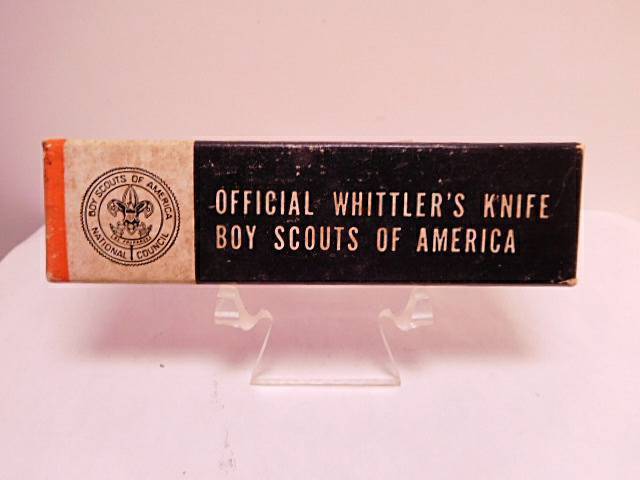 BOY SCOUTS OF AMERICA
NATIONAL COUNCIL
OFFICIAL WHITTLER'S KNIFE
BOY SCOUTS OF AMERICA